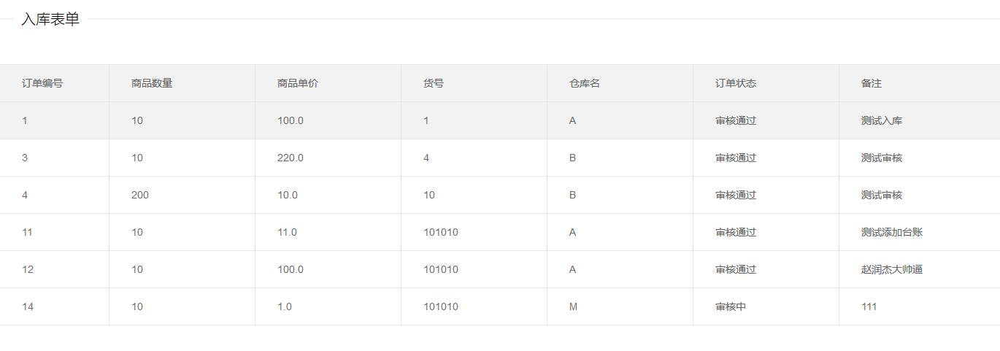 入库表单
订单编号 商品数量 商品单价 货号 仓库名 订单状态 备注
1 10 100.0 1 A 审核通过 测试入库
3 10 220.0 4 B 审核通过 测试审核
4 200 10.0 10 B 审核通过 测试审核
11 10 11.0 101010 A 审核通过 测试添加台账
12 10 100.0 101010 A 审核通过 赵润杰大帅逼
14 10 1.0 101010 M 审核中 111